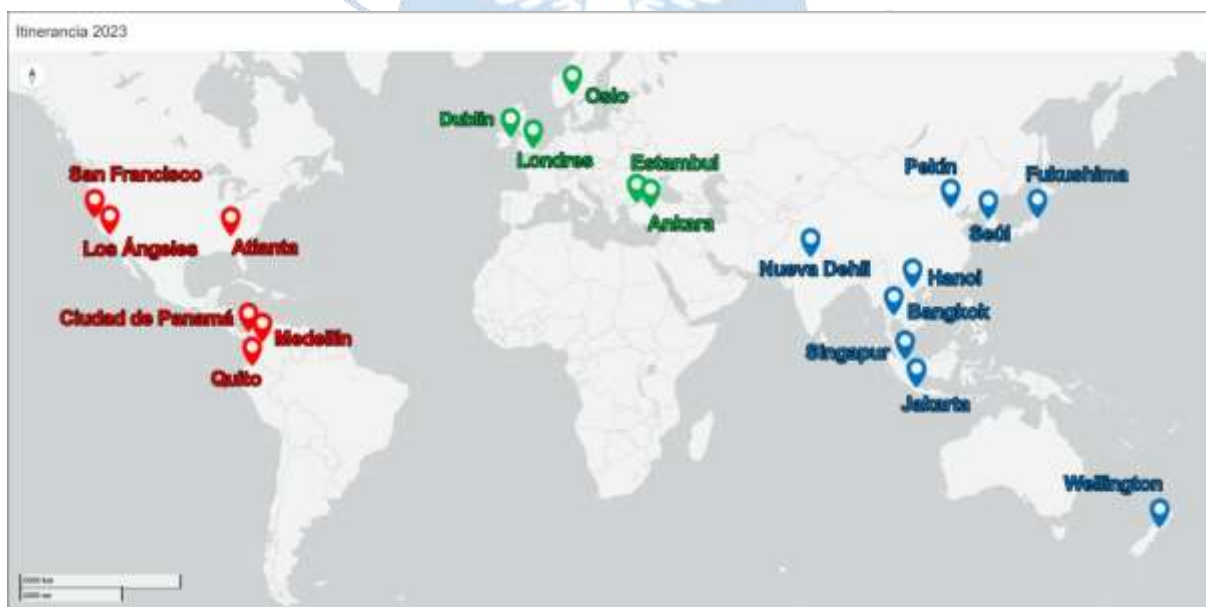 Itinerancia 2023
Oslo
Dublín
Londres
Estambul
Ankara
San Francisco
Los Ángeles
Atlanta
Ciudad de Panamá
Medellín
Quito
Pekín
Fukushima
Seúl
Nueva Dehli
Hanoi
Bangkok
Singapur
Jakarta
Wellington